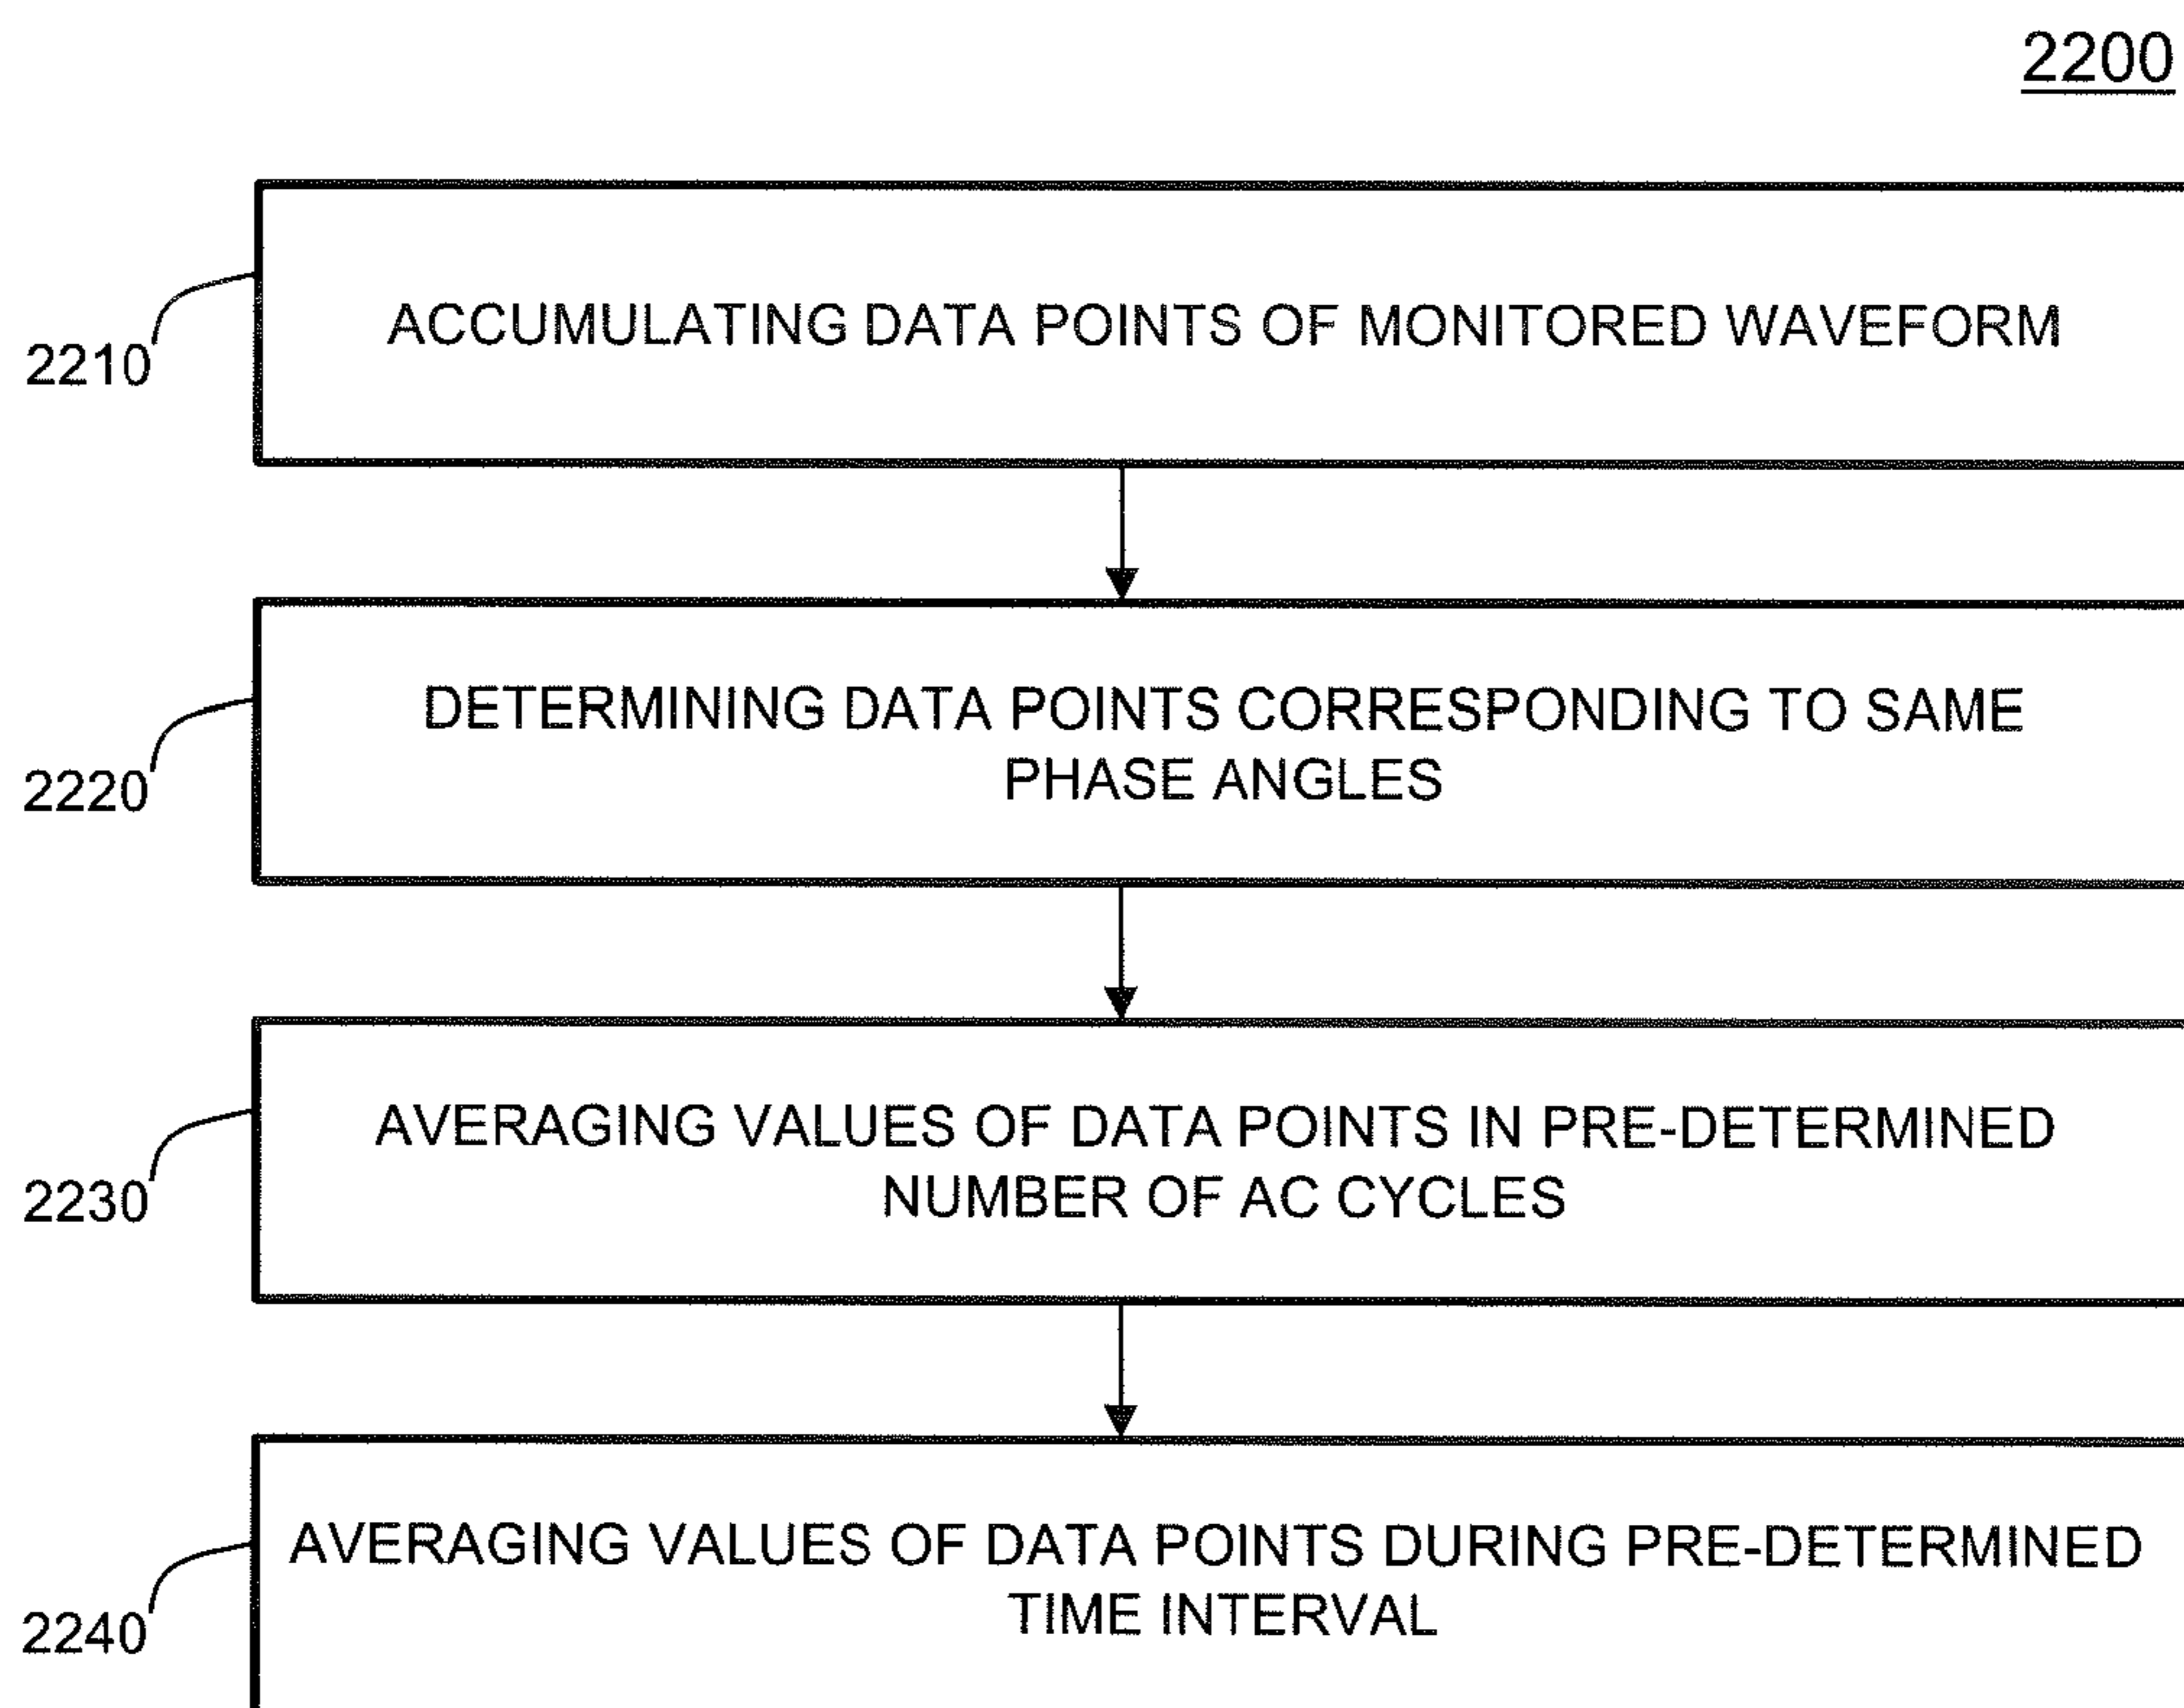 2200
ACCUMULATING DATA POINTS OF MONITORED WAVEFORM
2210
DETERMINING DATA POINTS CORRESPONDING TO SAME
PHASE ANGLES
2220
AVERAGING VALUES OF DATA POINTS IN PRE-DETERMINED
NUMBER OF AC CYCLES
2230
AVERAGING VALUES OF DATA POINTS DURING PRE-DETERMINED
TIME INTERVAL
2240